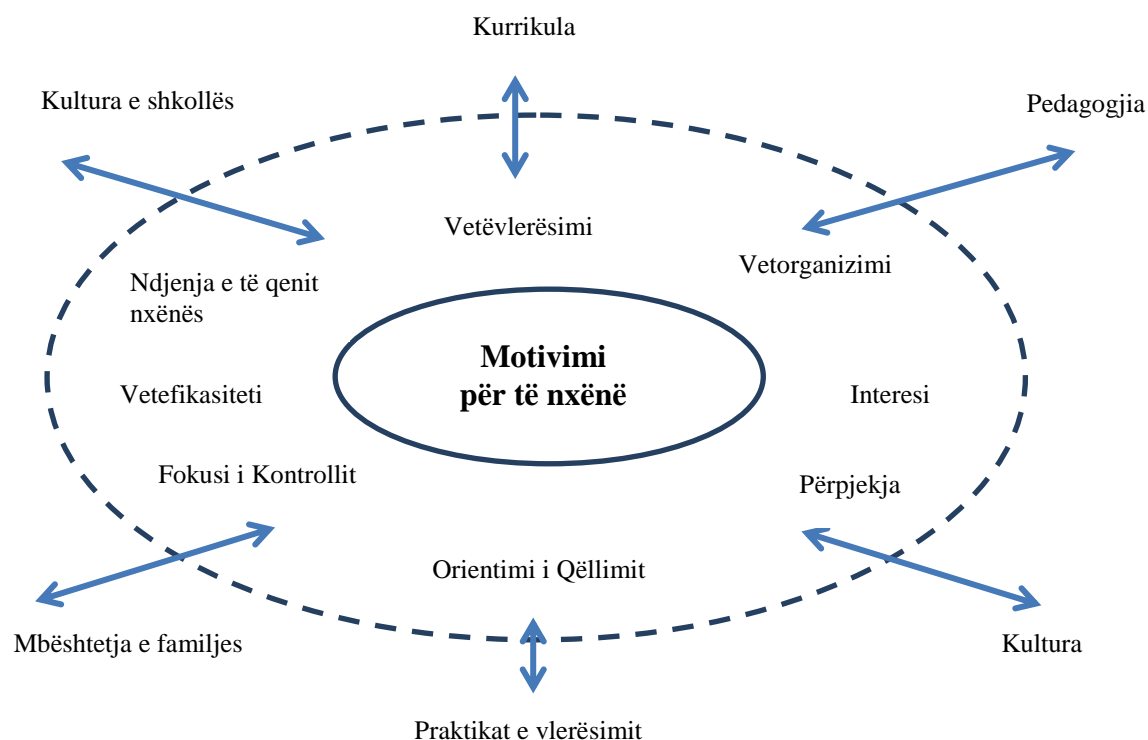 Kurrikula
Kultura e shkollës
Pedagogjia
Vetëvlerësimi
Vetorganizimi
Ndjenja e të qenit
nxënës
Motivimi
për të nxënë
Vetefikasiteti
Interesi
Fokusi i Kontrollit
Përpjekja
Orientimi i Qëllimit
Mbështetja e familjes
Kultura
Praktikat e vlerësimit